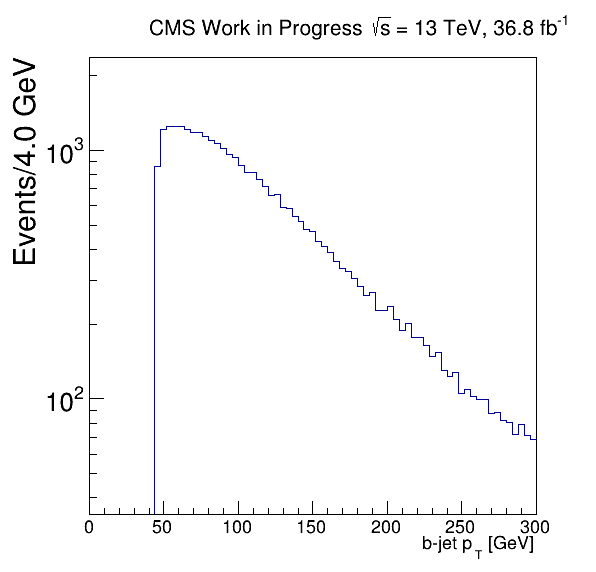 CMS Work in Progress √s = 13 TeV, 36.8 fb⁻¹
Events/4.0 GeV
10³
10²
0 50 100 150 200 250 300
b-jet p_T [GeV]